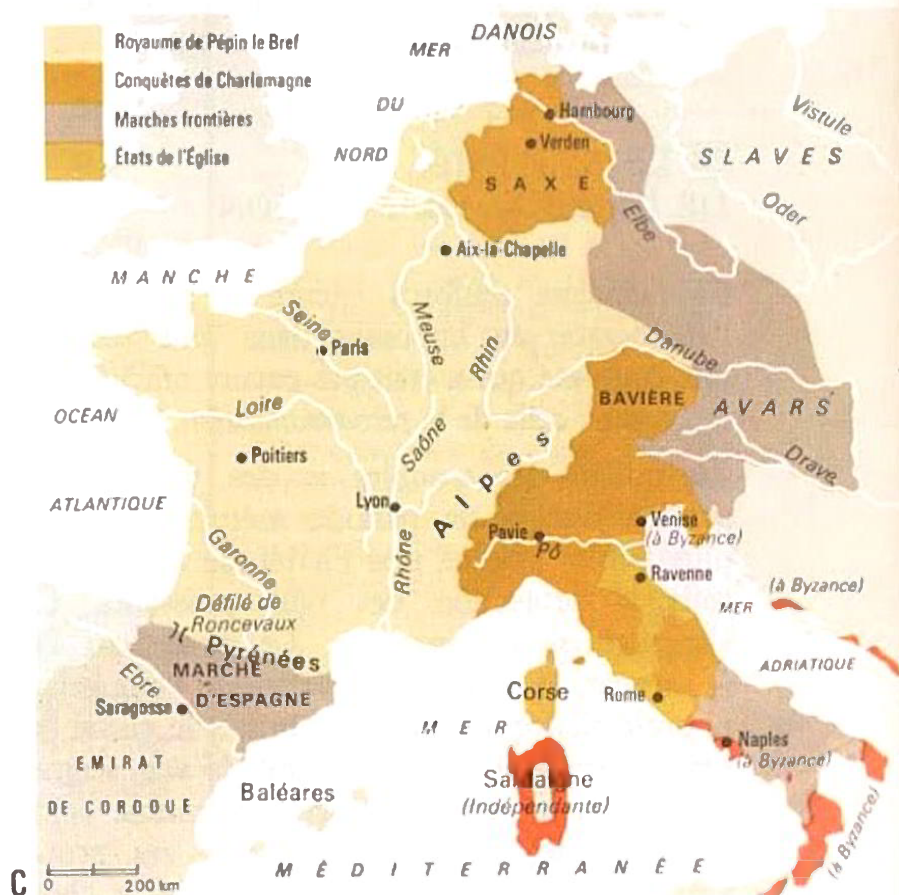 Royaume de Pépin le Bref
Conquêtes de Charlemagne
Marches frontières
États de l'Église
MER
DU
NORD
DANOIS
Hambourg
Verden
SAXE
Vistule
SLAVES
Oder
Elbe
Aix-la-Chapelle
MANCHE
Seine
Paris
Meuse
Rhin
Danube
BAVIÈRE
AVARS
Drave
OCEAN
ATLANTIQUE
Loire
Poitiers
Saône
Lyon
Alpes
Rhône
Garonne
Pavie
Pô
Venise
(à Byzance)
Ravenne
(à Byzance)
MER
ADRIATIQUE
Défilé de
Roncevaux
Pyrénées
MARCHE
D'ESPAGNE
Ebre
Saragosse
EMIRAT
DE CORDOUE
Baléares
Corse
Rome
Naples
(à Byzance)
Sardaigne
(Indépendante)
(à Byzance)
MER
MÉDITERRANÉE
C
0
200 km